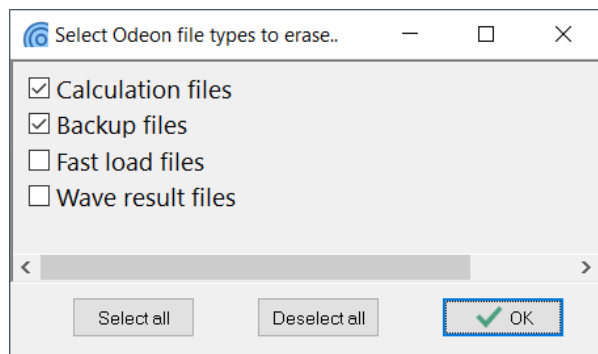 Select Odeon file types to erase..
Calculation files
Backup files
Fast load files
Wave result files
Select all
Deselect all
OK